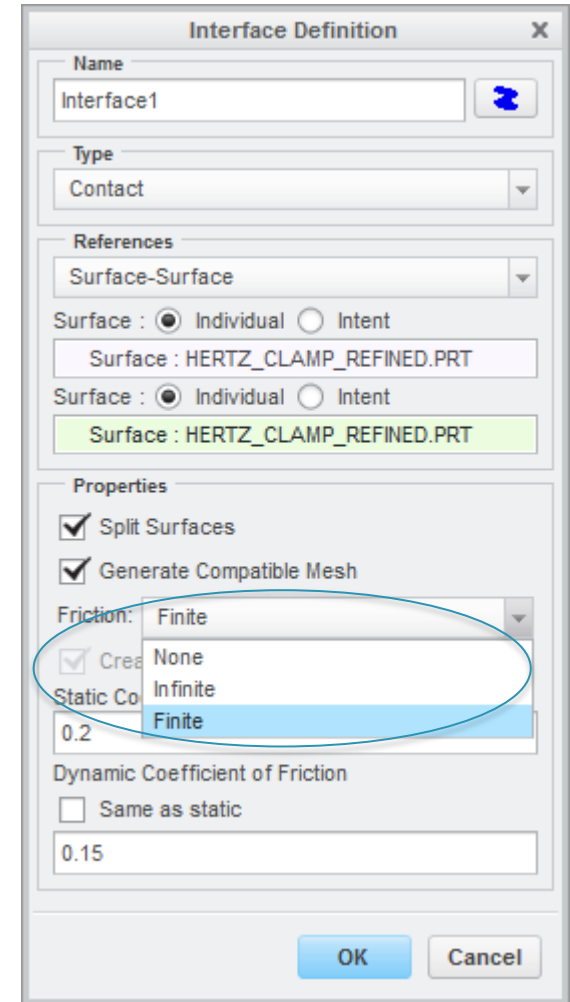 Interface Definition
Name
Interface1
Type
Contact
References
Surface-Surface
Surface : Individual Intent
Surface : HERTZ_CLAMP_REFINED.PRT
Surface : Individual Intent
Surface : HERTZ_CLAMP_REFINED.PRT
Properties
Split Surfaces
Generate Compatible Mesh
Friction: Finite
None
Infinite
Static
Finite
0.2
Dynamic Coefficient of Friction
Same as static
0.15
OK Cancel